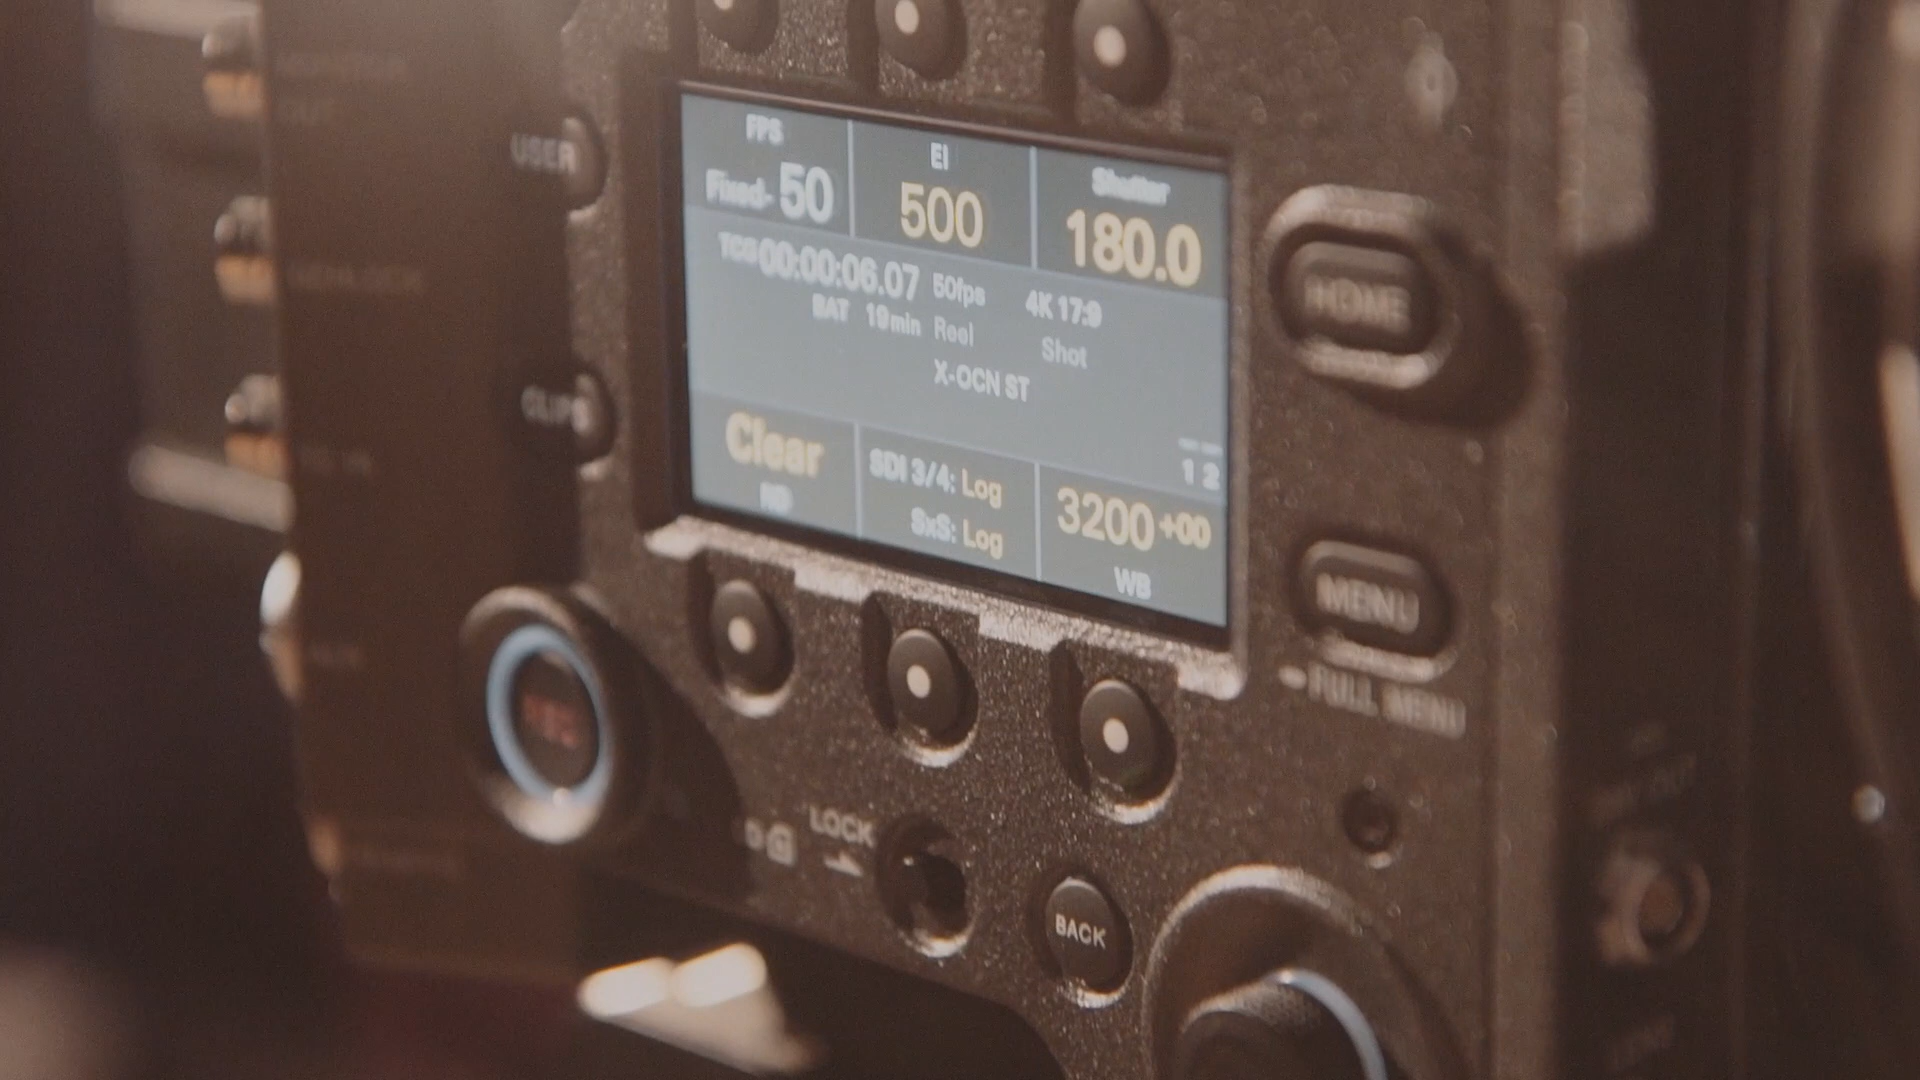 USER
FPS
Fixed- 50
EI
500
Shutter
180.0
TCG 00:00:06.07 50fps 4K 17:9
BAT 19min Reel Shot
X-OCN ST
1 2
Clear
ND
SDI 3/4: Log
SxS: Log
3200 +00
WB
CLIPS
HOME
MENU
FULL MENU
REC
LOCK
BACK